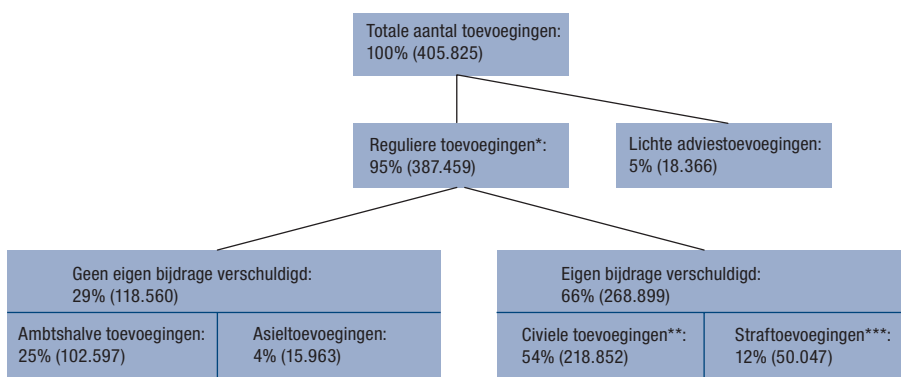 Totale aantal toevoegingen:
100% (405.825)
Reguliere toevoegingen*:
95% (387.459)
Lichte adviestoevoegingen:
5% (18.366)
Geen eigen bijdrage verschuldigd:
29% (118.560)
Ambtshalve toevoegingen:
25% (102.597)
Asieltoevoegingen:
4% (15.963)
Eigen bijdrage verschuldigd:
66% (268.899)
Civiele toevoegingen**:
54% (218.852)
Straftoevoegingen***:
12% (50.047)